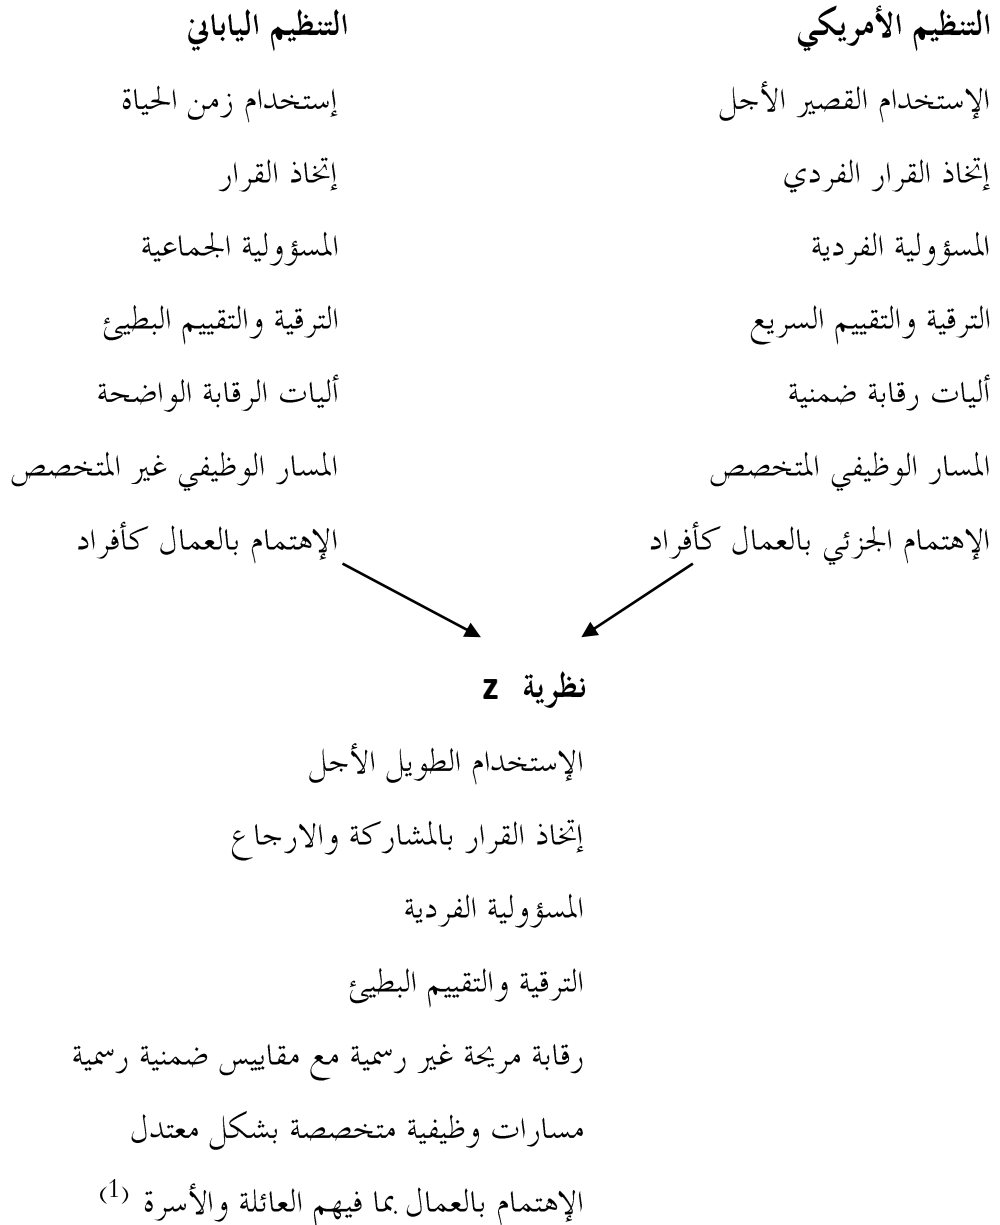 التنظيم الأمريكي
الإستخدام القصير الأجل
إتخاذ القرار الفردي
المسؤولية الفردية
الترقية والتقييم السريع
أليات رقابة ضمنية
المسار الوظيفي المتخصص
الإهتمام الجزئي بالعمال كأفراد
التنظيم الياباني
إستخدام زمن الحياة
إتخاذ القرار
المسؤولية الجماعية
الترقية والتقييم البطيئ
أليات الرقابة الواضحة
المسار الوظيفي غير المتخصص
الإهتمام بالعمال كأفراد
نظرية z
الإستخدام الطويل الأجل
إتخاذ القرار بالمشاركة والارجاع
المسؤولية الفردية
الترقية والتقييم البطيئ
رقابة مريحة غير رسمية مع مقاييس ضمنية رسمية
مسارات وظيفية متخصصة بشكل معتدل
الإهتمام بالعمال بما فيهم العائلة والأسرة (1)